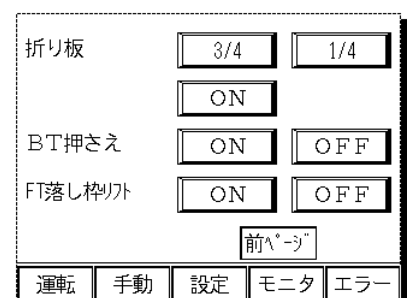 折り板 3/4 1/4
ON
BT押さえ ON OFF
FT落し枠ﾘﾌﾄ ON OFF
前ﾍﾟｰｼﾞ
運転 手動 設定 モニタ エラー